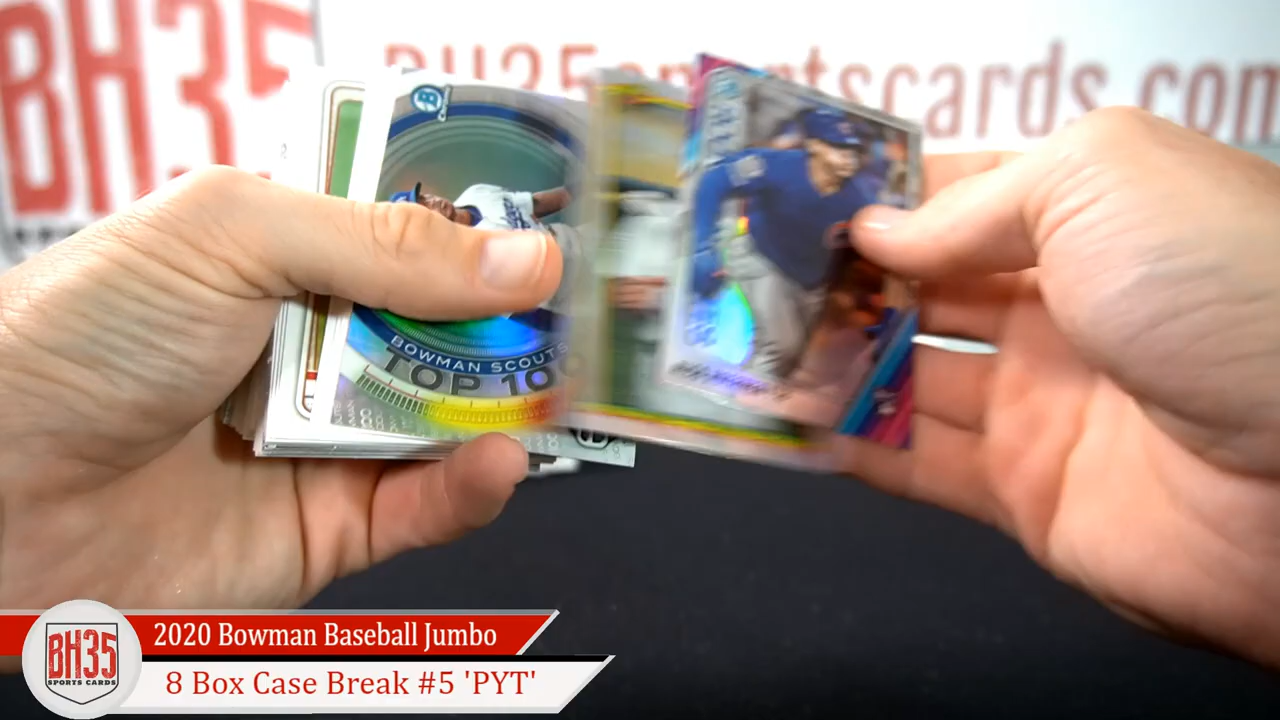 BH35
BH35sportscards.com
BOWMAN SCOUTS
TOP 100
BH35
SPORTS CARDS
2020 Bowman Baseball Jumbo
8 Box Case Break #5 'PYT'